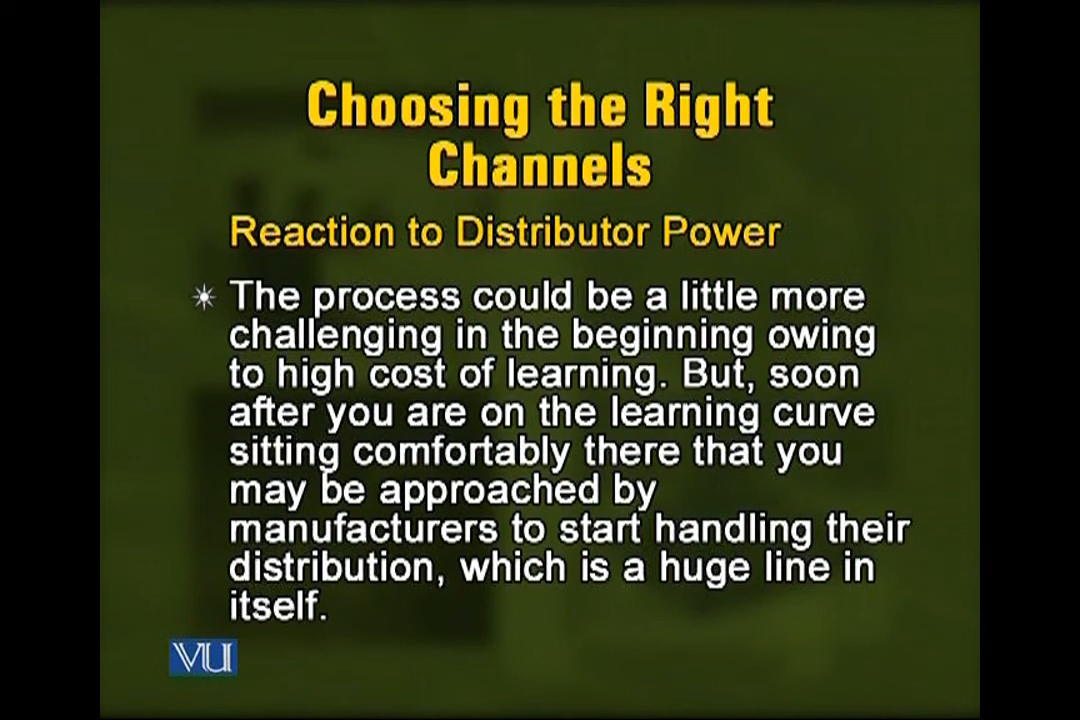 Choosing the Right
Channels
Reaction to Distributor Power
The process could be a little more
challenging in the beginning owing
to high cost of learning. But, soon
after you are on the learning curve
sitting comfortably there that you
may be approached by
manufacturers to start handling their
distribution, which is a huge line in
itself.
VU